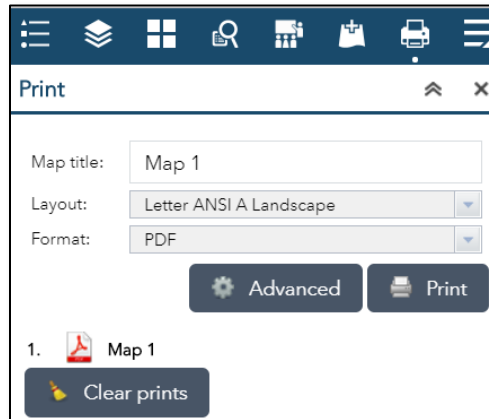 Print
Map title: Map 1
Layout: Letter ANSI A Landscape
Format: PDF
Advanced Print
1. Map 1
Clear prints